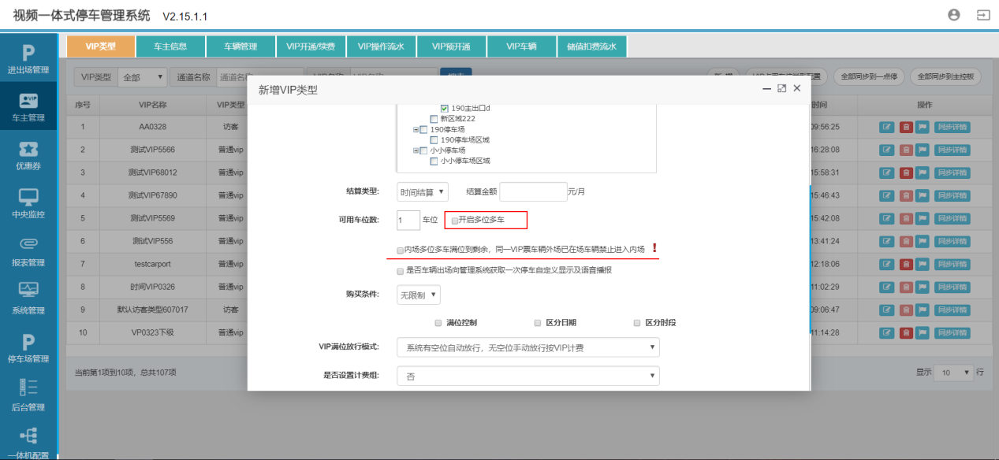 视频一体式停车管理系统 V2.15.1.1
P
进出场管理
车主管理
优惠券
中央监控
报表管理
系统管理
P
停车场管理
后台管理
一体机配置
VIP类型 车主信息 车辆管理 VIP开通/续费 VIP操作流水 VIP预开通 VIP车辆 储值扣费流水
VIP类型 全部 通道名称 通道名称 全部同步到一点停 全部同步到主控板
序号 VIP名称 VIP类型 时间 操作
1 AA0328 访客 09:56:25 同步详情
2 测试VIP5566 普通vip 16:28:08 同步详情
3 测试VIP68012 普通vip 15:58:31 同步详情
4 测试VIP67890 普通vip 15:46:43 同步详情
5 测试VIP5569 普通vip 15:42:08 同步详情
6 测试VIP556 普通vip 13:41:24 同步详情
7 testcarport 普通vip 12:18:06 同步详情
8 时间VIP0326 普通vip 11:02:29 同步详情
9 默认访客类型607017 访客 09:06:47 同步详情
10 VP0323下级 普通vip 11:14:28 同步详情
当前第1项到10项，总共107项 显示 10 行
新增VIP类型
190主出口d
新区域222
190停车场
190停车场区域
小小停车场
小小停车场区域
结算类型: 时间结算 结算金额 元/月
可用车位数: 1 车位 开启多位多车
内场多位多车满位到剩余，同一VIP票车辆外场已在场车辆禁止进入内场 !
是否车辆出场向管理系统获取一次停车自定义显示及语音播报
购买条件: 无限制
满位控制 区分日期 区分时段
VIP满位放行模式: 系统有空位自动放行，无空位手动放行按VIP计费
是否设置计费组: 否